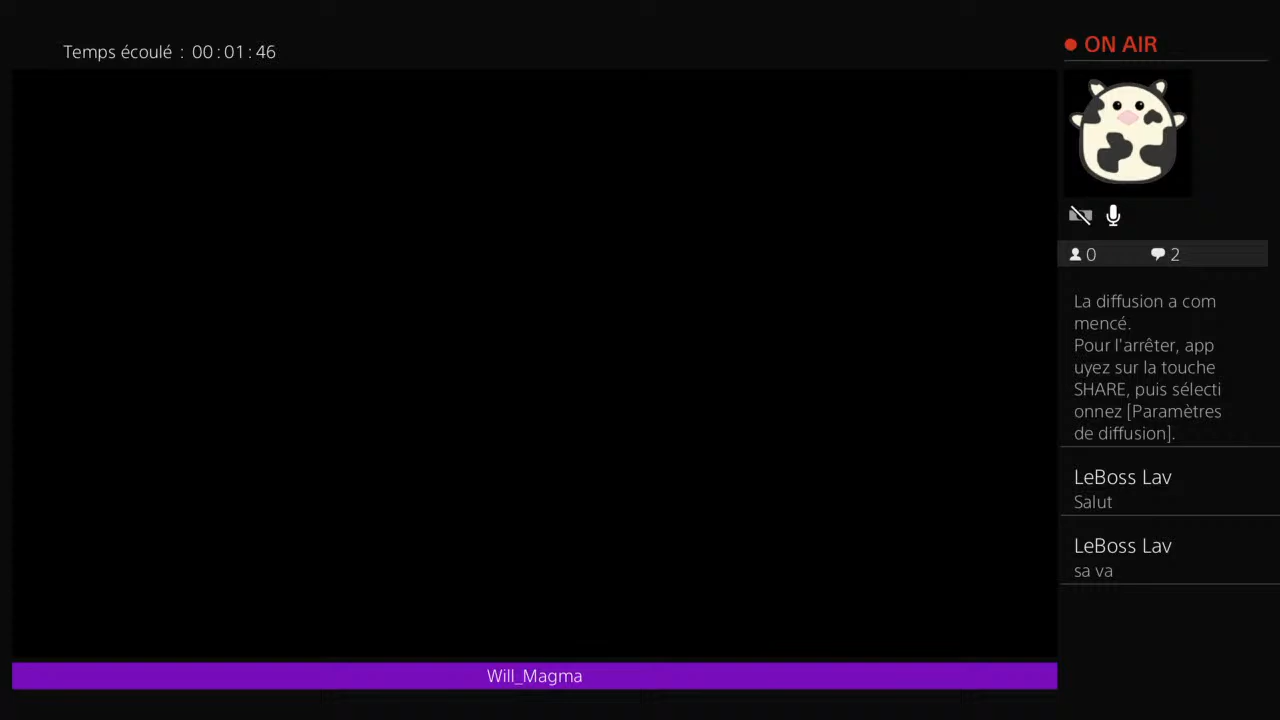 Temps écoulé : 00:01:46
ON AIR
0
2
La diffusion a com
mencé.
Pour l'arrêter, app
uyez sur la touche
SHARE, puis sélecti
onnez [Paramètres
de diffusion].
LeBoss Lav
Salut
LeBoss Lav
sa va
Will_Magma